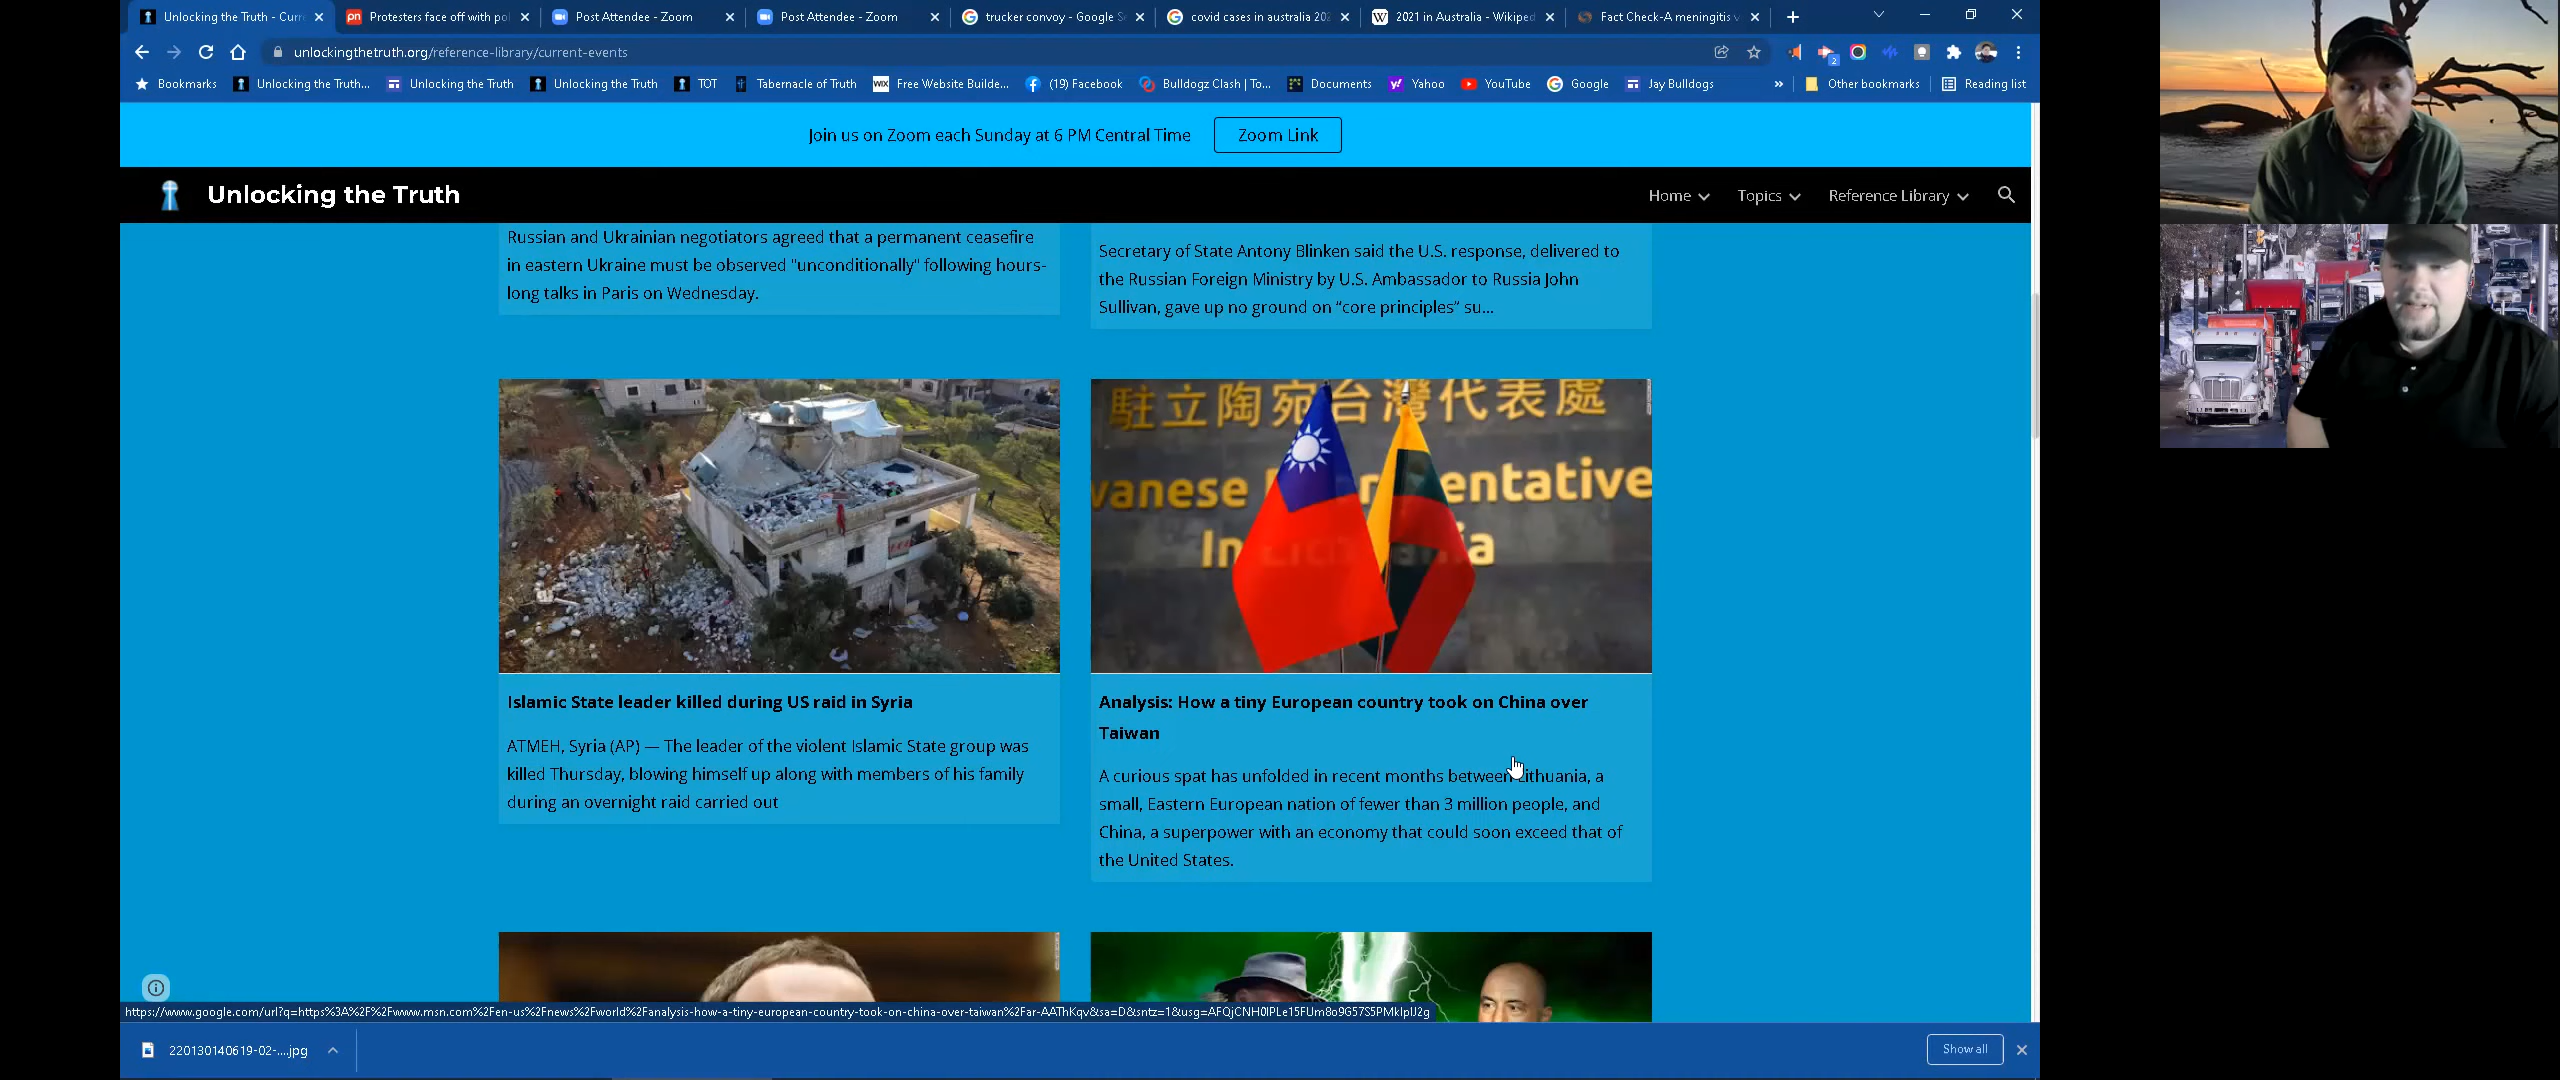 Unlocking the Truth - Curre
Protesters face off with pol
Post Attendee - Zoom
Post Attendee - Zoom
trucker convoy - Google Se
covid cases in australia 202
2021 in Australia - Wikiped
Fact Check-A meningitis v
unlockingthetruth.org/reference-library/current-events
2
Bookmarks
Unlocking the Truth...
Unlocking the Truth
Unlocking the Truth
TOT
Tabernacle of Truth
WIX
Free Website Builde...
(19) Facebook
Bulldogz Clash | To...
Documents
Yahoo
YouTube
Google
Jay Bulldogs
»
Other bookmarks
Reading list
Join us on Zoom each Sunday at 6 PM Central Time
Zoom Link
Unlocking the Truth
Home
Topics
Reference Library
Russian and Ukrainian negotiators agreed that a permanent ceasefire
in eastern Ukraine must be observed "unconditionally" following hours-
long talks in Paris on Wednesday.
Secretary of State Antony Blinken said the U.S. response, delivered to
the Russian Foreign Ministry by U.S. Ambassador to Russia John
Sullivan, gave up no ground on “core principles” su...
駐立陶宛台灣代表處
wanese Representative
In Lithuania
Islamic State leader killed during US raid in Syria
ATMEH, Syria (AP) — The leader of the violent Islamic State group was
killed Thursday, blowing himself up along with members of his family
during an overnight raid carried out
Analysis: How a tiny European country took on China over
Taiwan
A curious spat has unfolded in recent months between Lithuania, a
small, Eastern European nation of fewer than 3 million people, and
China, a superpower with an economy that could soon exceed that of
the United States.
https://www.google.com/url?q=https%3A%2F%2Fwww.msn.com%2Fen-us%2Fnews%2Fworld%2Fanalysis-how-a-tiny-european-country-took-on-china-over-taiwan%2Far-AAThKqv&sa=D&sntz=1&usg=AFQjCNH0IPLe15FUm8o9G57S5PMkIpIJ2g
220130140619-02-....jpg
Show all